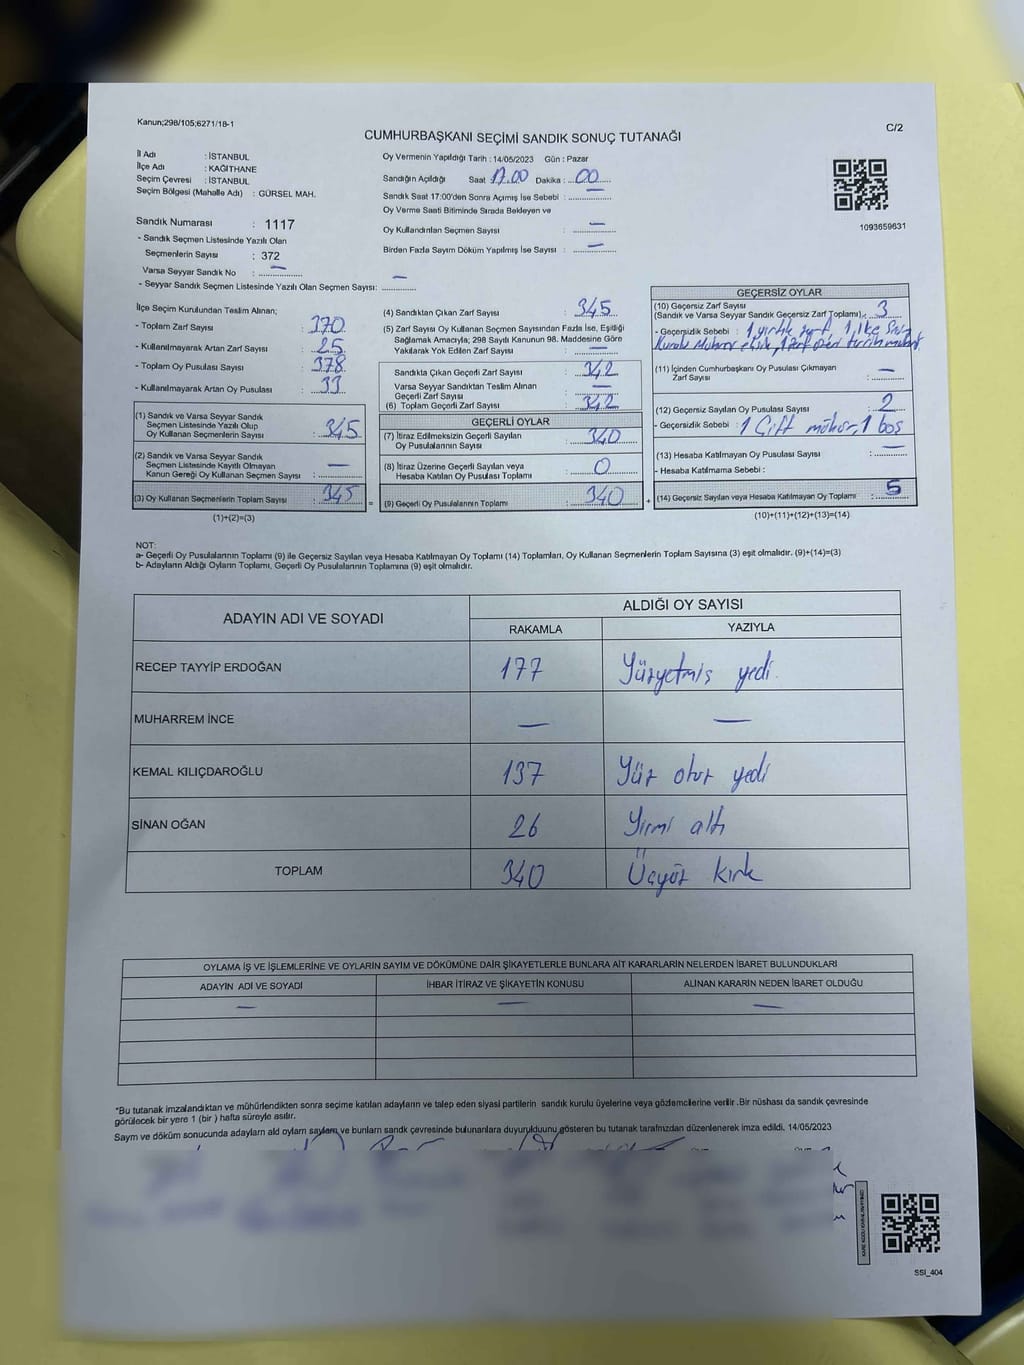 Kanun;298/105;6271/18-1
C/2
CUMHURBAŞKANI SEÇİMİ SANDIK SONUÇ TUTANAĞI
İl Adı : İSTANBUL
İlçe Adı : KAĞITHANE
Seçim Çevresi : İSTANBUL
Seçim Bölgesi (Mahalle Adı) : GÜRSEL MAH.
Sandık Numarası : 1117
- Sandık Seçmen Listesinde Yazılı Olan
Seçmenlerin Sayısı : 372
Varsa Seyyar Sandık No : —
- Seyyar Sandık Seçmen Listesinde Yazılı Olan Seçmen Sayısı: —
Oy Vermenin Yapıldığı Tarih : 14/05/2023 Gün : Pazar
Sandığın Açıldığı Saat 17.00 Dakika : 00
Sandık Saat 17:00'den Sonra Açılmış İse Sebebi : —
Oy Verme Saati Bitiminde Sırada Bekleyen ve
Oy Kullandırılan Seçmen Sayısı : —
Birden Fazla Sayım Döküm Yapılmış İse Sayısı : —
1093659631
İlçe Seçim Kurulundan Teslim Alınan;
- Toplam Zarf Sayısı : 370
- Kullanılmayarak Artan Zarf Sayısı : 25
- Toplam Oy Pusulası Sayısı : 378
- Kullanılmayarak Artan Oy Pusulası : 33
(1) Sandık ve Varsa Seyyar Sandık
Seçmen Listesinde Yazılı Olup
Oy Kullanan Seçmenlerin Sayısı : 345
(2) Sandık ve Varsa Seyyar Sandık
Seçmen Listesinde Kayıtlı Olmayan
Kanun Gereği Oy Kullanan Seçmen Sayısı : —
(3) Oy Kullanan Seçmenlerin Toplam Sayısı : 345
(1)+(2)=(3)
(4) Sandıktan Çıkan Zarf Sayısı : 345
(5) Zarf Sayısı Oy Kullanan Seçmen Sayısından Fazla İse, Eşitliği
Sağlamak Amacıyla; 298 Sayılı Kanunun 98. Maddesine Göre
Yakılarak Yok Edilen Zarf Sayısı : —
Sandıkta Çıkan Geçerli Zarf Sayısı : 342
Varsa Seyyar Sandıktan Teslim Alınan
Geçerli Zarf Sayısı : —
(6) Toplam Geçerli Zarf Sayısı : 342
GEÇERLİ OYLAR
(7) İtiraz Edilmeksizin Geçerli Sayılan
Oy Pusulasının Sayısı : 340
(8) İtiraz Üzerine Geçerli Sayılan veya
Hesaba Katılan Oy Pusulası Toplamı : 0
= (9) Geçerli Oy Pusulalarının Toplamı : 340 +
GEÇERSİZ OYLAR
(10) Geçersiz Zarf Sayısı
(Sandık ve Varsa Seyyar Sandık Geçersiz Zarf Toplamı) : 3
- Geçersizlik Sebebi : 1 yırtık zarf, 1 ilçe Seçim
Kurulu Mühürü eksik, 1 zarf üzeri
(11) İçinden Cumhurbaşkanı Oy Pusulası Çıkmayan
Zarf Sayısı : —
(12) Geçersiz Sayılan Oy Pusulası Sayısı : 2
- Geçersizlik Sebebi : 1 Çift mühür, 1 boş
(13) Hesaba Katılmayan Oy Pusulası Sayısı : —
- Hesaba Katılmama Sebebi :
(14) Geçersiz Sayılan veya Hesaba Katılmayan Oy Toplamı : 5
(10)+(11)+(12)+(13)=(14)
NOT:
a- Geçerli Oy Pusulalarının Toplamı (9) ile Geçersiz Sayılan veya Hesaba Katılmayan Oy Toplamı (14) Toplamları, Oy Kullanan Seçmenlerin Toplam Sayısına (3) eşit olmalıdır. (9)+(14)=(3)
b- Adayların Aldığı Oyların Toplamı, Geçerli Oy Pusulalarının Toplamına (9) eşit olmalıdır.
ADAYIN ADI VE SOYADI
ALDIĞI OY SAYISI
RAKAMLA YAZIYLA
RECEP TAYYİP ERDOĞAN 177 Yüzyetmiş yedi
MUHARREM İNCE — —
KEMAL KILIÇDAROĞLU 137 Yüz otuz yedi
SİNAN OĞAN 26 Yirmi altı
TOPLAM 340 Üçyüz kırk
OYLAMA İŞ VE İŞLEMLERİNE VE OYLARIN SAYIM VE DÖKÜMÜNE DAİR ŞİKAYETLERLE BUNLARA AİT KARARLARIN NELERDEN İBARET BULUNDUKLARI
ADAYIN ADI VE SOYADI İHBAR İTİRAZ VE ŞİKAYETİN KONUSU ALINAN KARARIN NEDEN İBARET OLDUĞU
— — —
*Bu tutanak imzalandıktan ve mühürlendikten sonra seçime katılan adayların ve talep eden siyasi partilerin sandık kurulu üyelerine veya gözlemcilerine verilir .Bir nüshası da sandık çevresinde
görülecek bir yere 1 (bir ) hafta süreyle asılır.
Sayım ve döküm sonucunda adayların aldı oyların sayların ve bunların sandık çevresinde bulunanlara duyurulduunu gösteren bu tutanak tarafımızdan düzenlenerek imza edildi. 14/05/2023
SSİ_404